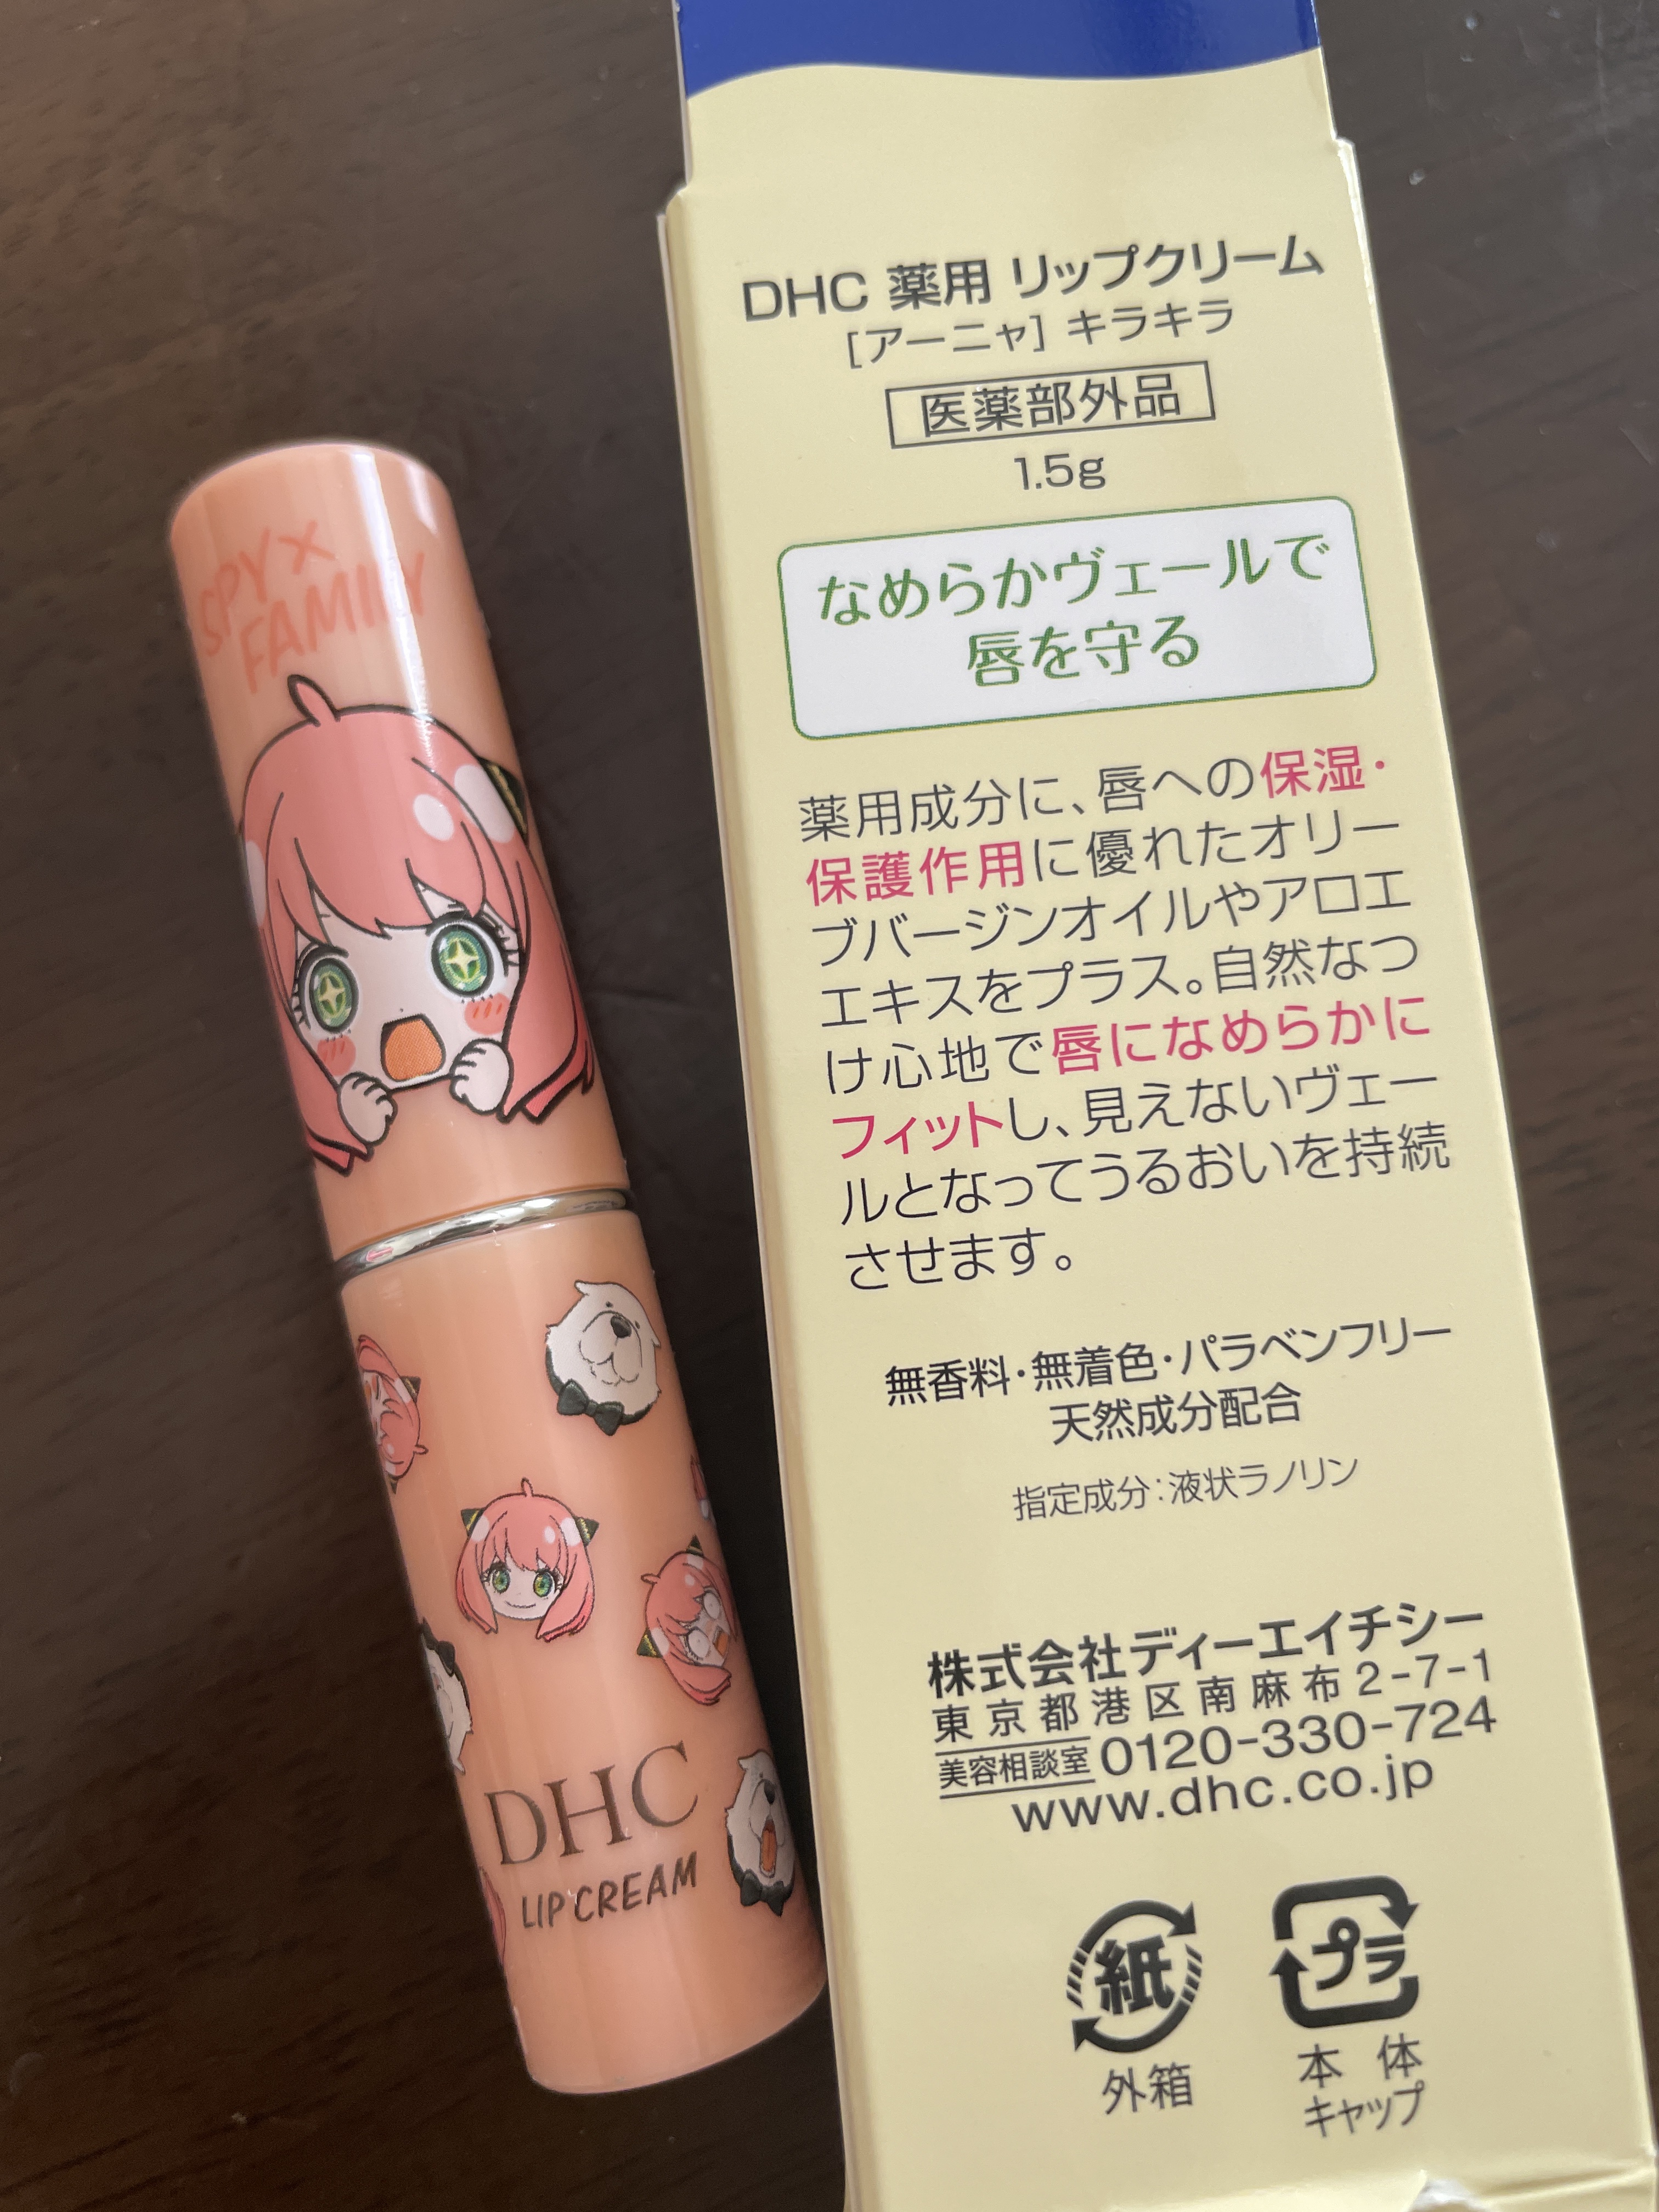 SPY×
FAMILY
DHC
LIP CREAM
DHC 薬用 リップクリーム
[アーニャ] キラキラ
医薬部外品
1.5g
なめらかヴェールで
唇を守る
薬用成分に、唇への保湿・
保護作用に優れたオリー
ブバージンオイルやアロエ
エキスをプラス。自然なつ
け心地で唇になめらかに
フィットし、見えないヴェー
ルとなってうるおいを持続
させます。
無香料・無着色・パラベンフリー
天然成分配合
指定成分：液状ラノリン
株式会社ディーエイチシー
東京都港区南麻布2-7-1
美容相談室 0120-330-724
www.dhc.co.jp
紙
外箱
プラ
本体
キャップ